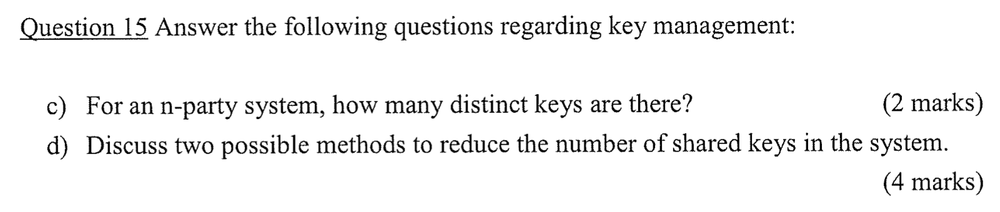 Question 15 Answer the following questions regarding key management:
c) For an n-party system, how many distinct keys are there? (2 marks)
d) Discuss two possible methods to reduce the number of shared keys in the system.
(4 marks)